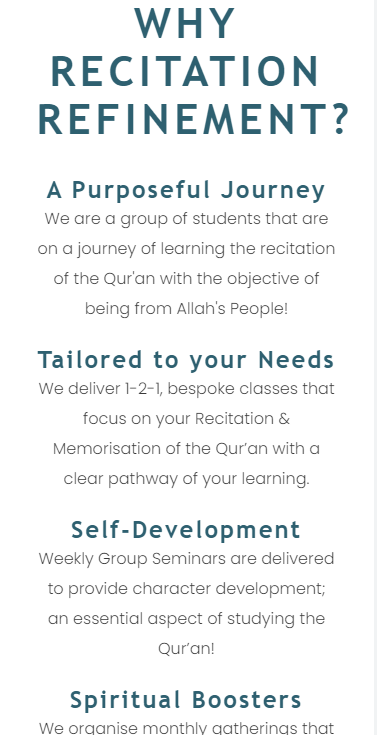 WHY
RECITATION
REFINEMENT?
A Purposeful Journey
We are a group of students that are
on a journey of learning the recitation
of the Qur'an with the objective of
being from Allah's People!
Tailored to your Needs
We deliver 1-2-1, bespoke classes that
focus on your Recitation &
Memorisation of the Qur’an with a
clear pathway of your learning.
Self-Development
Weekly Group Seminars are delivered
to provide character development;
an essential aspect of studying the
Qur’an!
Spiritual Boosters
We organise monthly gatherings that